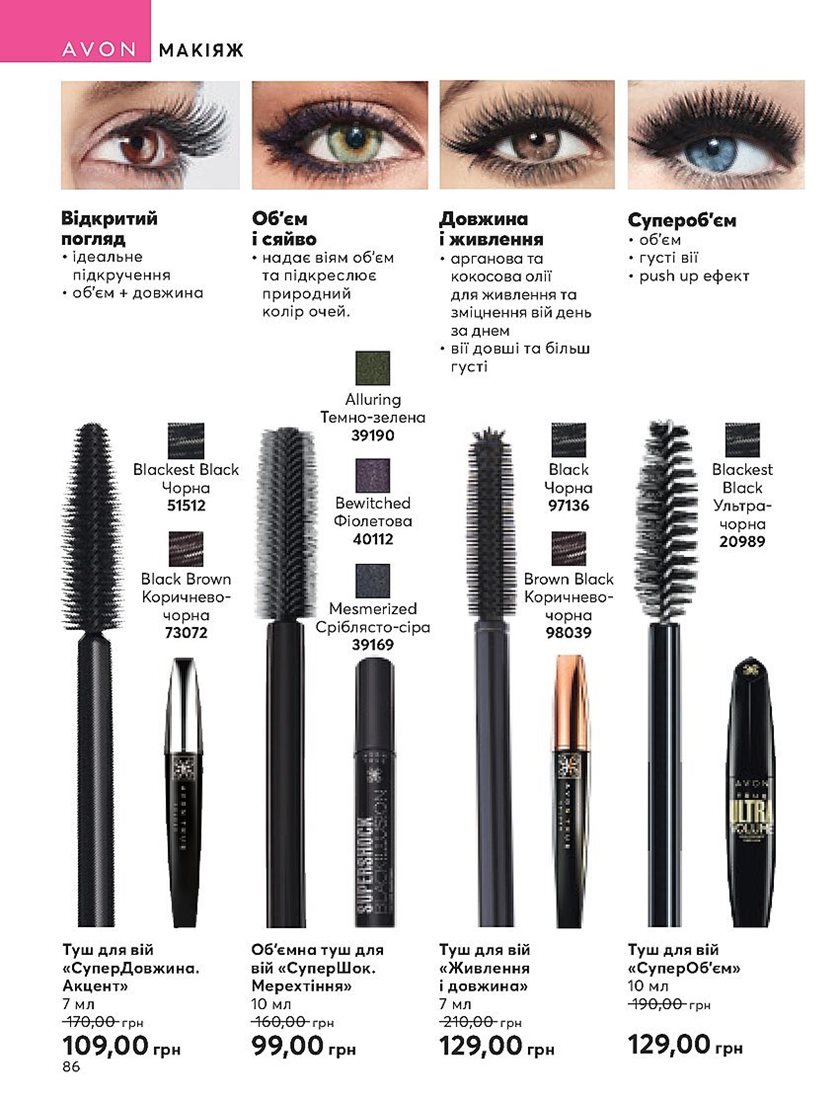 AVON МАКІЯЖ
Відкритий
погляд
• ідеальне
підкручення
• об'єм + довжина
Об'єм
і сяйво
• надає віям об'єм
та підкреслює
природний
колір очей.
Довжина
і живлення
• арганова та
кокосова олії
для живлення та
зміцнення вій день
за днем
• вії довші та більш
густі
Супероб'єм
• об'єм
• густі вії
• push up ефект
Blackest Black
Чорна
51512
Black Brown
Коричнево-
чорна
73072
Alluring
Темно-зелена
39190
Bewitched
Фіолетова
40112
Mesmerized
Сріблясто-сіра
39169
Black
Чорна
97136
Brown Black
Коричнево-
чорна
98039
Blackest
Black
Ультра-
чорна
20989
AVON TRUE
SUPERSHOCK
BLACKILLUSION
AVON TRUE
AVON
TRUE
ULTRA
VOLUME
Туш для вій
«СуперДовжина.
Акцент»
7 мл
170,00 грн
109,00 грн
Об'ємна туш для
вій «СуперШок.
Мерехтіння»
10 мл
160,00 грн
99,00 грн
Туш для вій
«Живлення
і довжина»
7 мл
210,00 грн
129,00 грн
Туш для вій
«СуперОб'єм»
10 мл
190,00 грн
129,00 грн
86